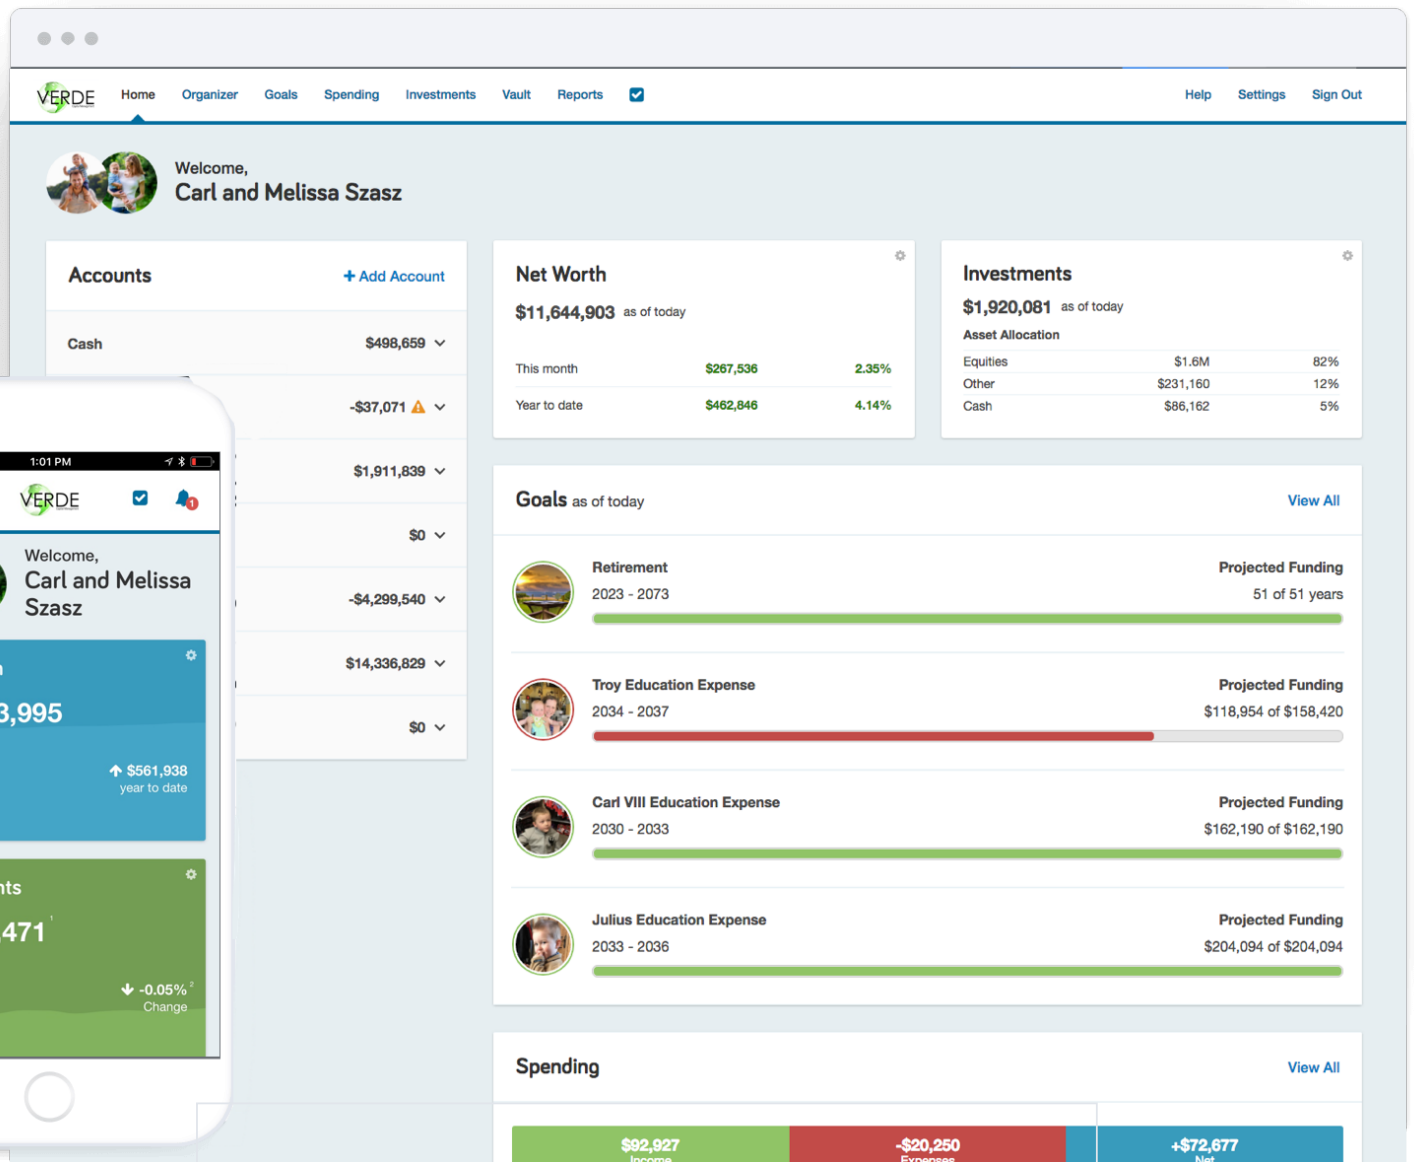 VERDE
Home Organizer Goals Spending Investments Vault Reports
Help Settings Sign Out
Welcome,
Carl and Melissa Szasz
Accounts
+ Add Account
Cash $498,659
-$37,071
$1,911,839
$0
-$4,299,540
$14,336,829
$0
Net Worth
$11,644,903 as of today
This month $267,536 2.35%
Year to date $462,846 4.14%
Investments
$1,920,081 as of today
Asset Allocation
Equities $1.6M 82%
Other $231,160 12%
Cash $86,162 5%
Goals as of today
View All
Retirement Projected Funding
2023 - 2073 51 of 51 years
Troy Education Expense Projected Funding
2034 - 2037 $118,954 of $158,420
Carl VIII Education Expense Projected Funding
2030 - 2033 $162,190 of $162,190
Julius Education Expense Projected Funding
2033 - 2036 $204,094 of $204,094
Spending
View All
$92,927 -$20,250 +$72,677
Income Expenses Net
1:01 PM
VERDE
1
Welcome,
Carl and Melissa
Szasz
3,995
$561,938
year to date
nts
,471 1
-0.05% 2
Change